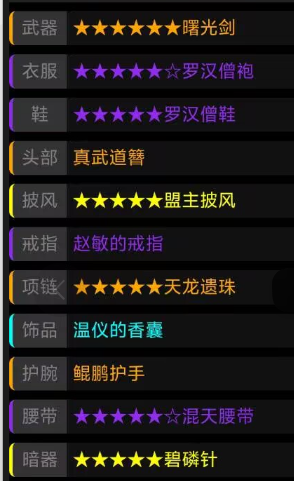 武器 ★★★★★★曙光剑
衣服 ★★★★★☆罗汉僧袍
鞋 ★★★★★罗汉僧鞋
头部 真武道簪
披风 ★★★★★盟主披风
戒指 赵敏的戒指
项链 ★★★★★天龙遗珠
饰品 温仪的香囊
护腕 鲲鹏护手
腰带 ★★★★★☆混天腰带
暗器 ★★★★★碧磷针